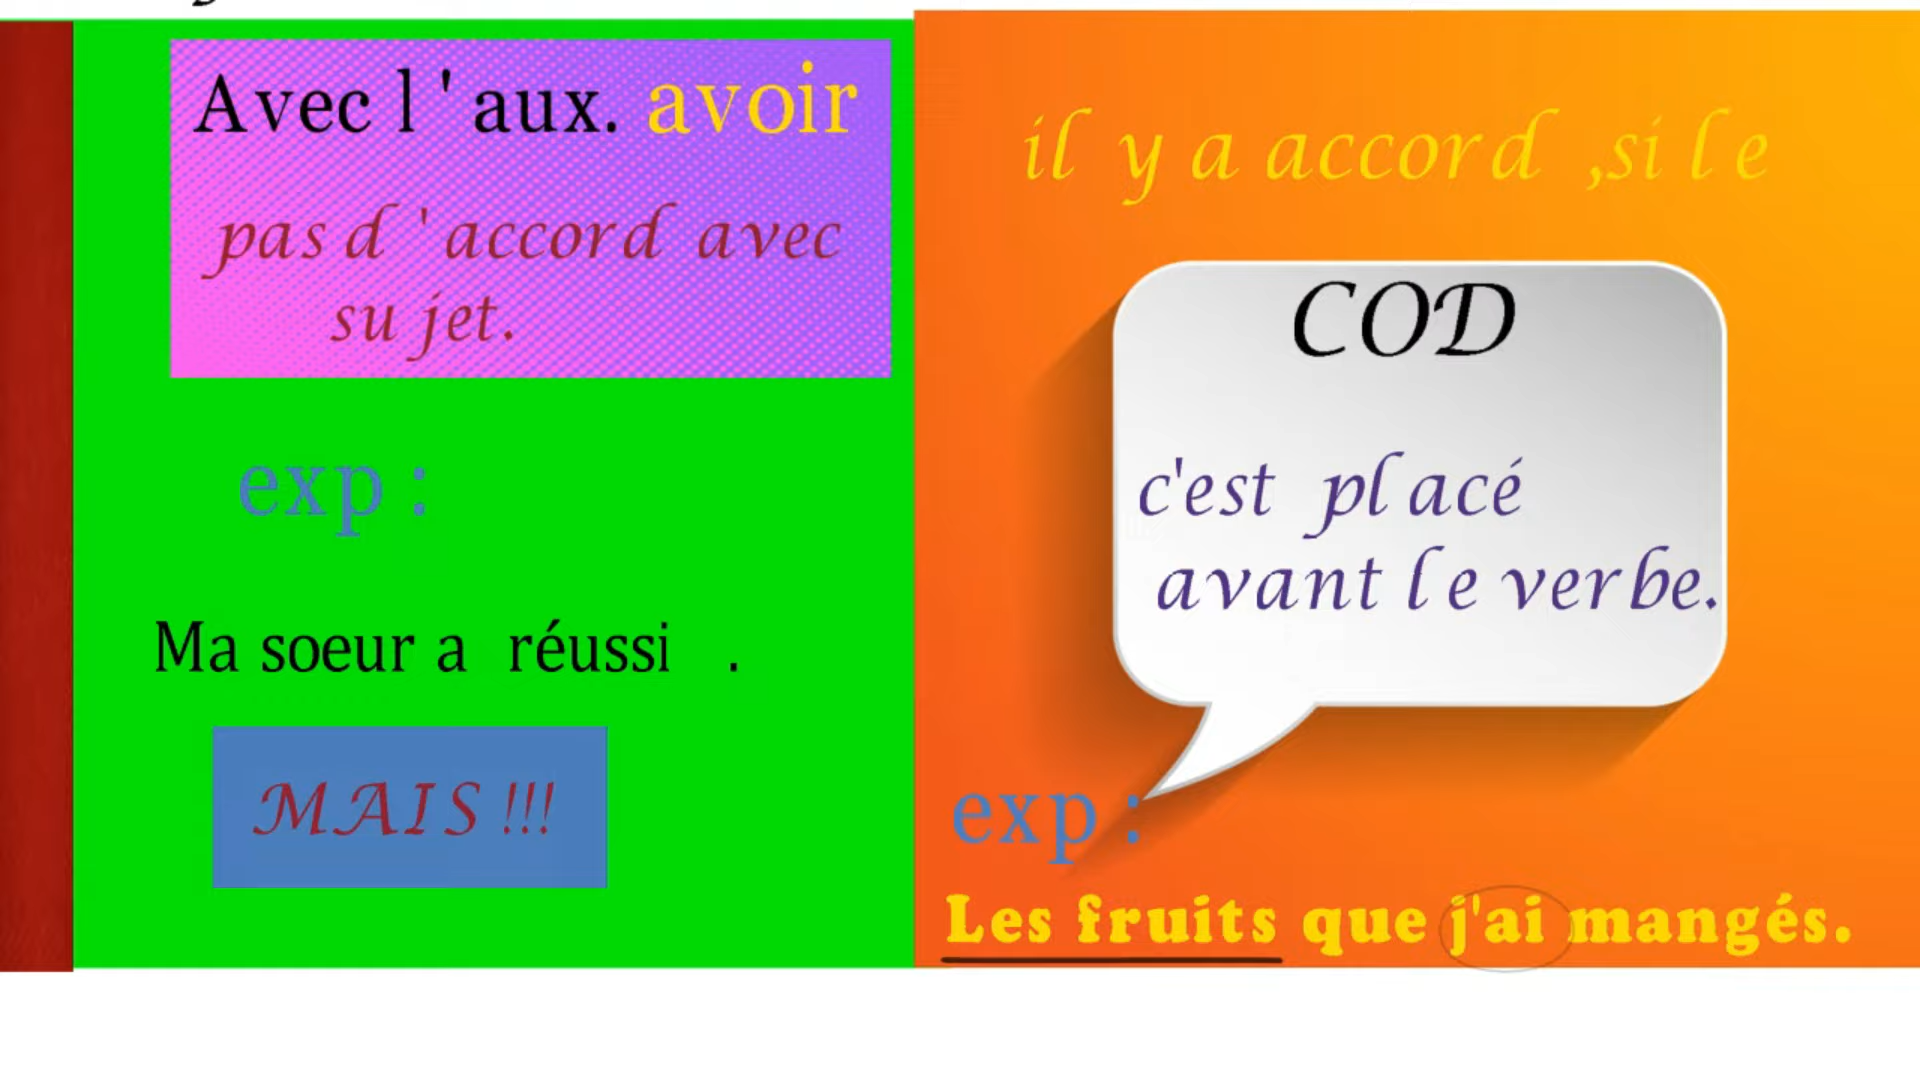 Avec l'aux. avoir
pas d'accord avec
sujet.
exp :
Ma soeur a réussi .
MAIS !!!
il y a accord ,si le
COD
c'est placé
avant le verbe.
exp :
Les fruits que j'ai mangés.